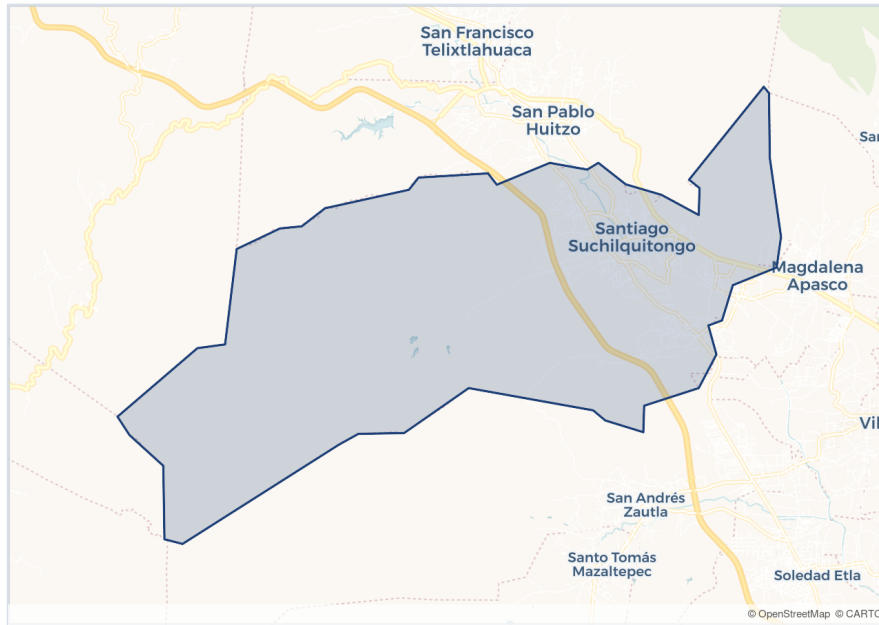 San Francisco
Telixtlahuaca
San Pablo
Huitzo
Santiago
Suchilquitongo
Magdalena
Apasco
San Andrés
Zautla
Santo Tomás
Mazaltepec
Soledad Etla
© OpenStreetMap © CARTO